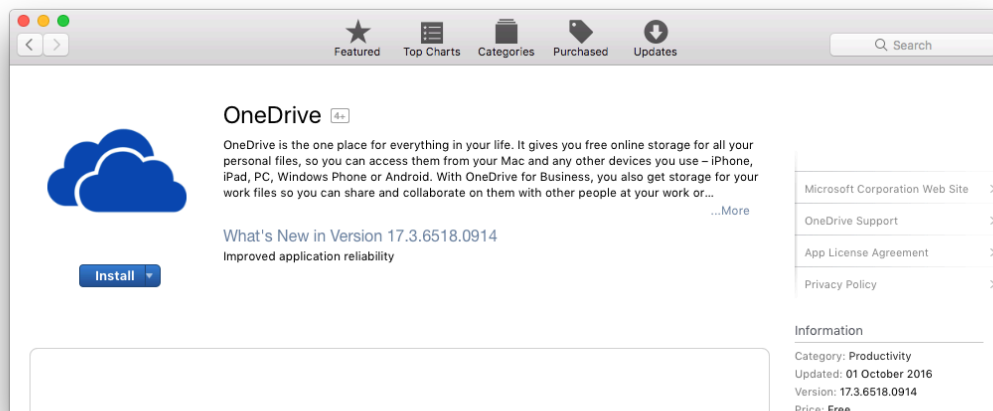 Featured
Top Charts
Categories
Purchased
Updates
Search
OneDrive 4+
OneDrive is the one place for everything in your life. It gives you free online storage for all your
personal files, so you can access them from your Mac and any other devices you use – iPhone,
iPad, PC, Windows Phone or Android. With OneDrive for Business, you also get storage for your
work files so you can share and collaborate on them with other people at your work or...
...More
What's New in Version 17.3.6518.0914
Improved application reliability
Install
Microsoft Corporation Web Site
OneDrive Support
App License Agreement
Privacy Policy
Information
Category: Productivity
Updated: 01 October 2016
Version: 17.3.6518.0914
Price: Free